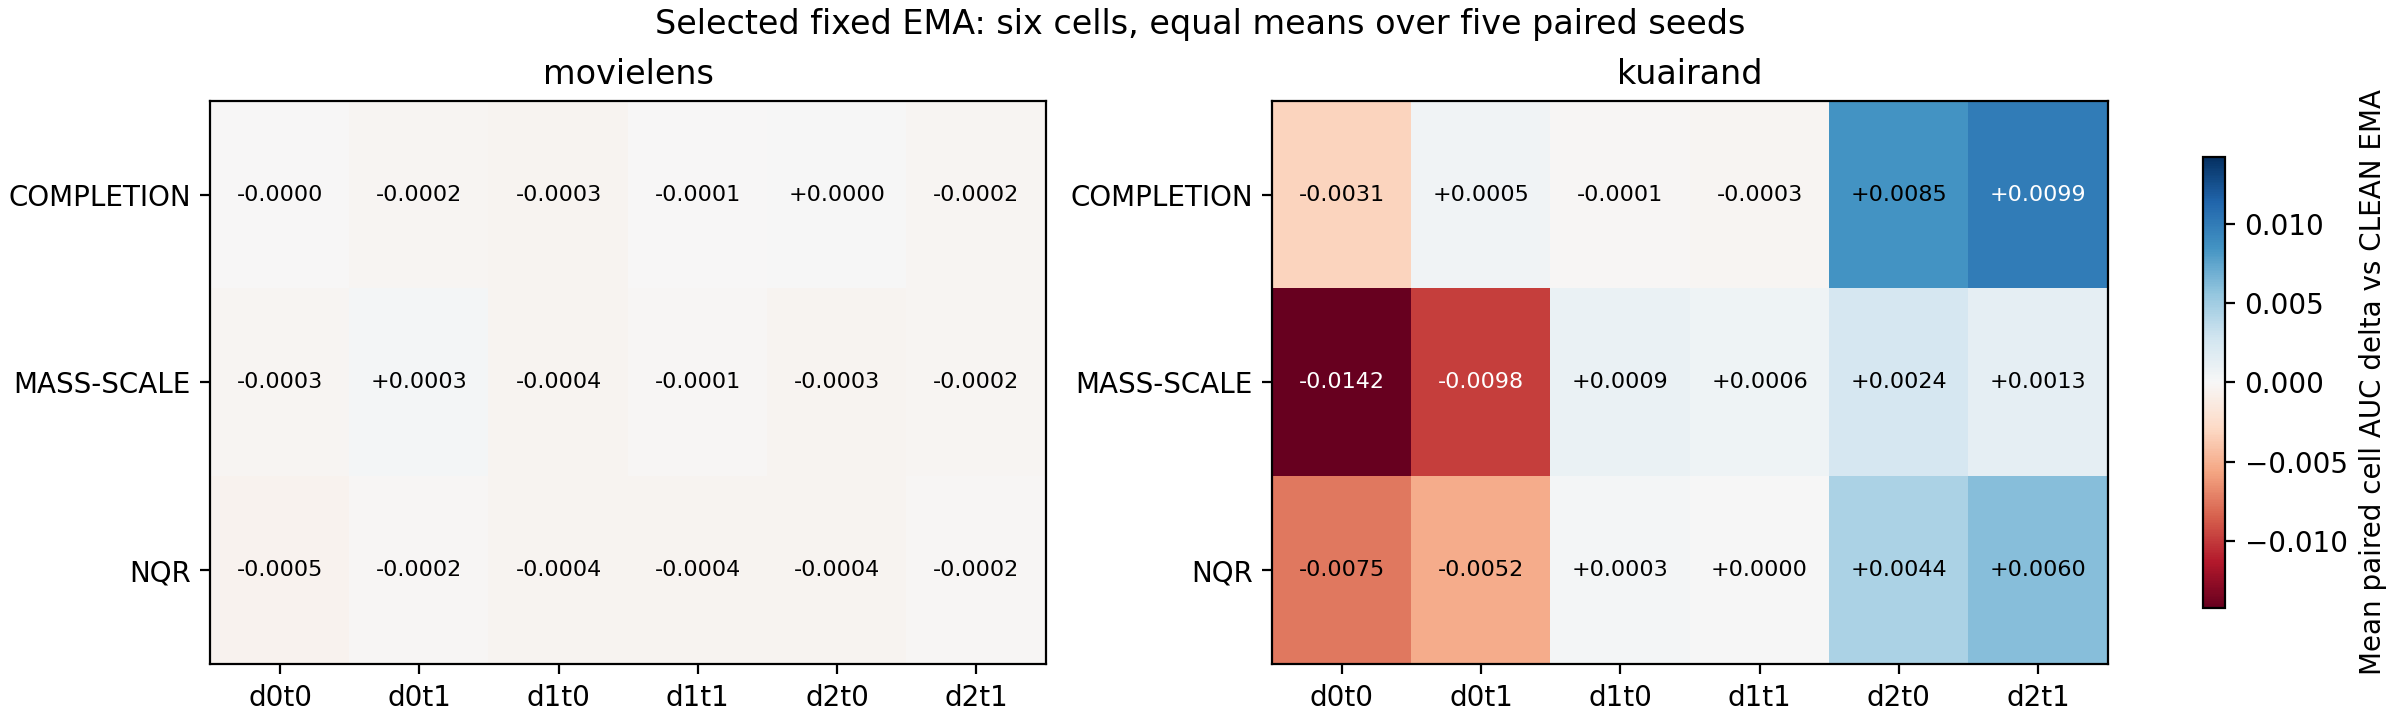 Selected fixed EMA: six cells, equal means over five paired seeds
movielens
COMPLETION
-0.0000 -0.0002 -0.0003 -0.0001 +0.0000 -0.0002
MASS-SCALE
-0.0003 +0.0003 -0.0004 -0.0001 -0.0003 -0.0002
NQR
-0.0005 -0.0002 -0.0004 -0.0004 -0.0004 -0.0002
d0t0 d0t1 d1t0 d1t1 d2t0 d2t1
kuairand
COMPLETION
-0.0031 +0.0005 -0.0001 -0.0003 +0.0085 +0.0099
MASS-SCALE
-0.0142 -0.0098 +0.0009 +0.0006 +0.0024 +0.0013
NQR
-0.0075 -0.0052 +0.0003 +0.0000 +0.0044 +0.0060
d0t0 d0t1 d1t0 d1t1 d2t0 d2t1
0.010
0.005
0.000
−0.005
−0.010
Mean paired cell AUC delta vs CLEAN EMA